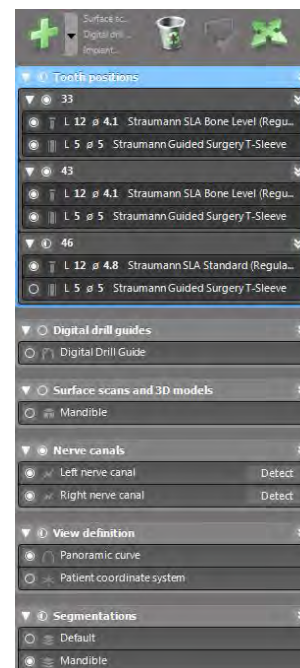 Surface sc...
Digital dril ...
Implant...
Tooth positions
33
L 12 ø 4.1 Straumann SLA Bone Level (Regu...
L 5 ø 5 Straumann Guided Surgery T-Sleeve
43
L 12 ø 4.1 Straumann SLA Bone Level (Regu...
L 5 ø 5 Straumann Guided Surgery T-Sleeve
46
L 12 ø 4.8 Straumann SLA Standard (Regula...
L 5 ø 5 Straumann Guided Surgery T-Sleeve
Digital drill guides
Digital Drill Guide
Surface scans and 3D models
Mandible
Nerve canals
Left nerve canal Detect
Right nerve canal Detect
View definition
Panoramic curve
Patient coordinate system
Segmentations
Default
Mandible